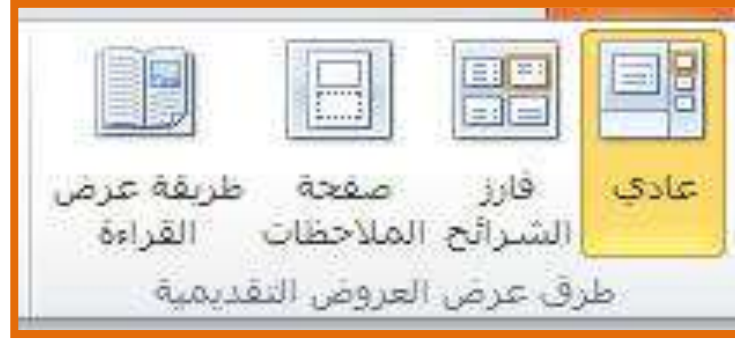 عادي
فارز
الشرائح
صفحة
الملاحظات
طريقة عرض
القراءة
طرق عرض العروض التقديمية